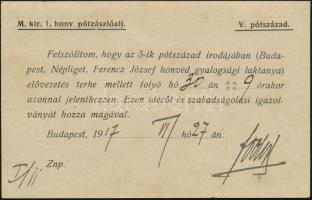 M. kir. 1. honv pótzászlóalj. V. pótszázad.
Felszólítom, hogy az 5-ik pótszázad irodájában (Buda-
pest, Népliget, Ferencz József honvéd gyalogsági laktanya)
elővezetés terhe mellett folyó hó 30 án d. e. 9 órakor
azonnal jelentkezzen. Ezen idézőt és szabadságolási igazol-
ványát hozza magával.
Budapest, 1917 VII hó 27 án.
Znp.
I/11